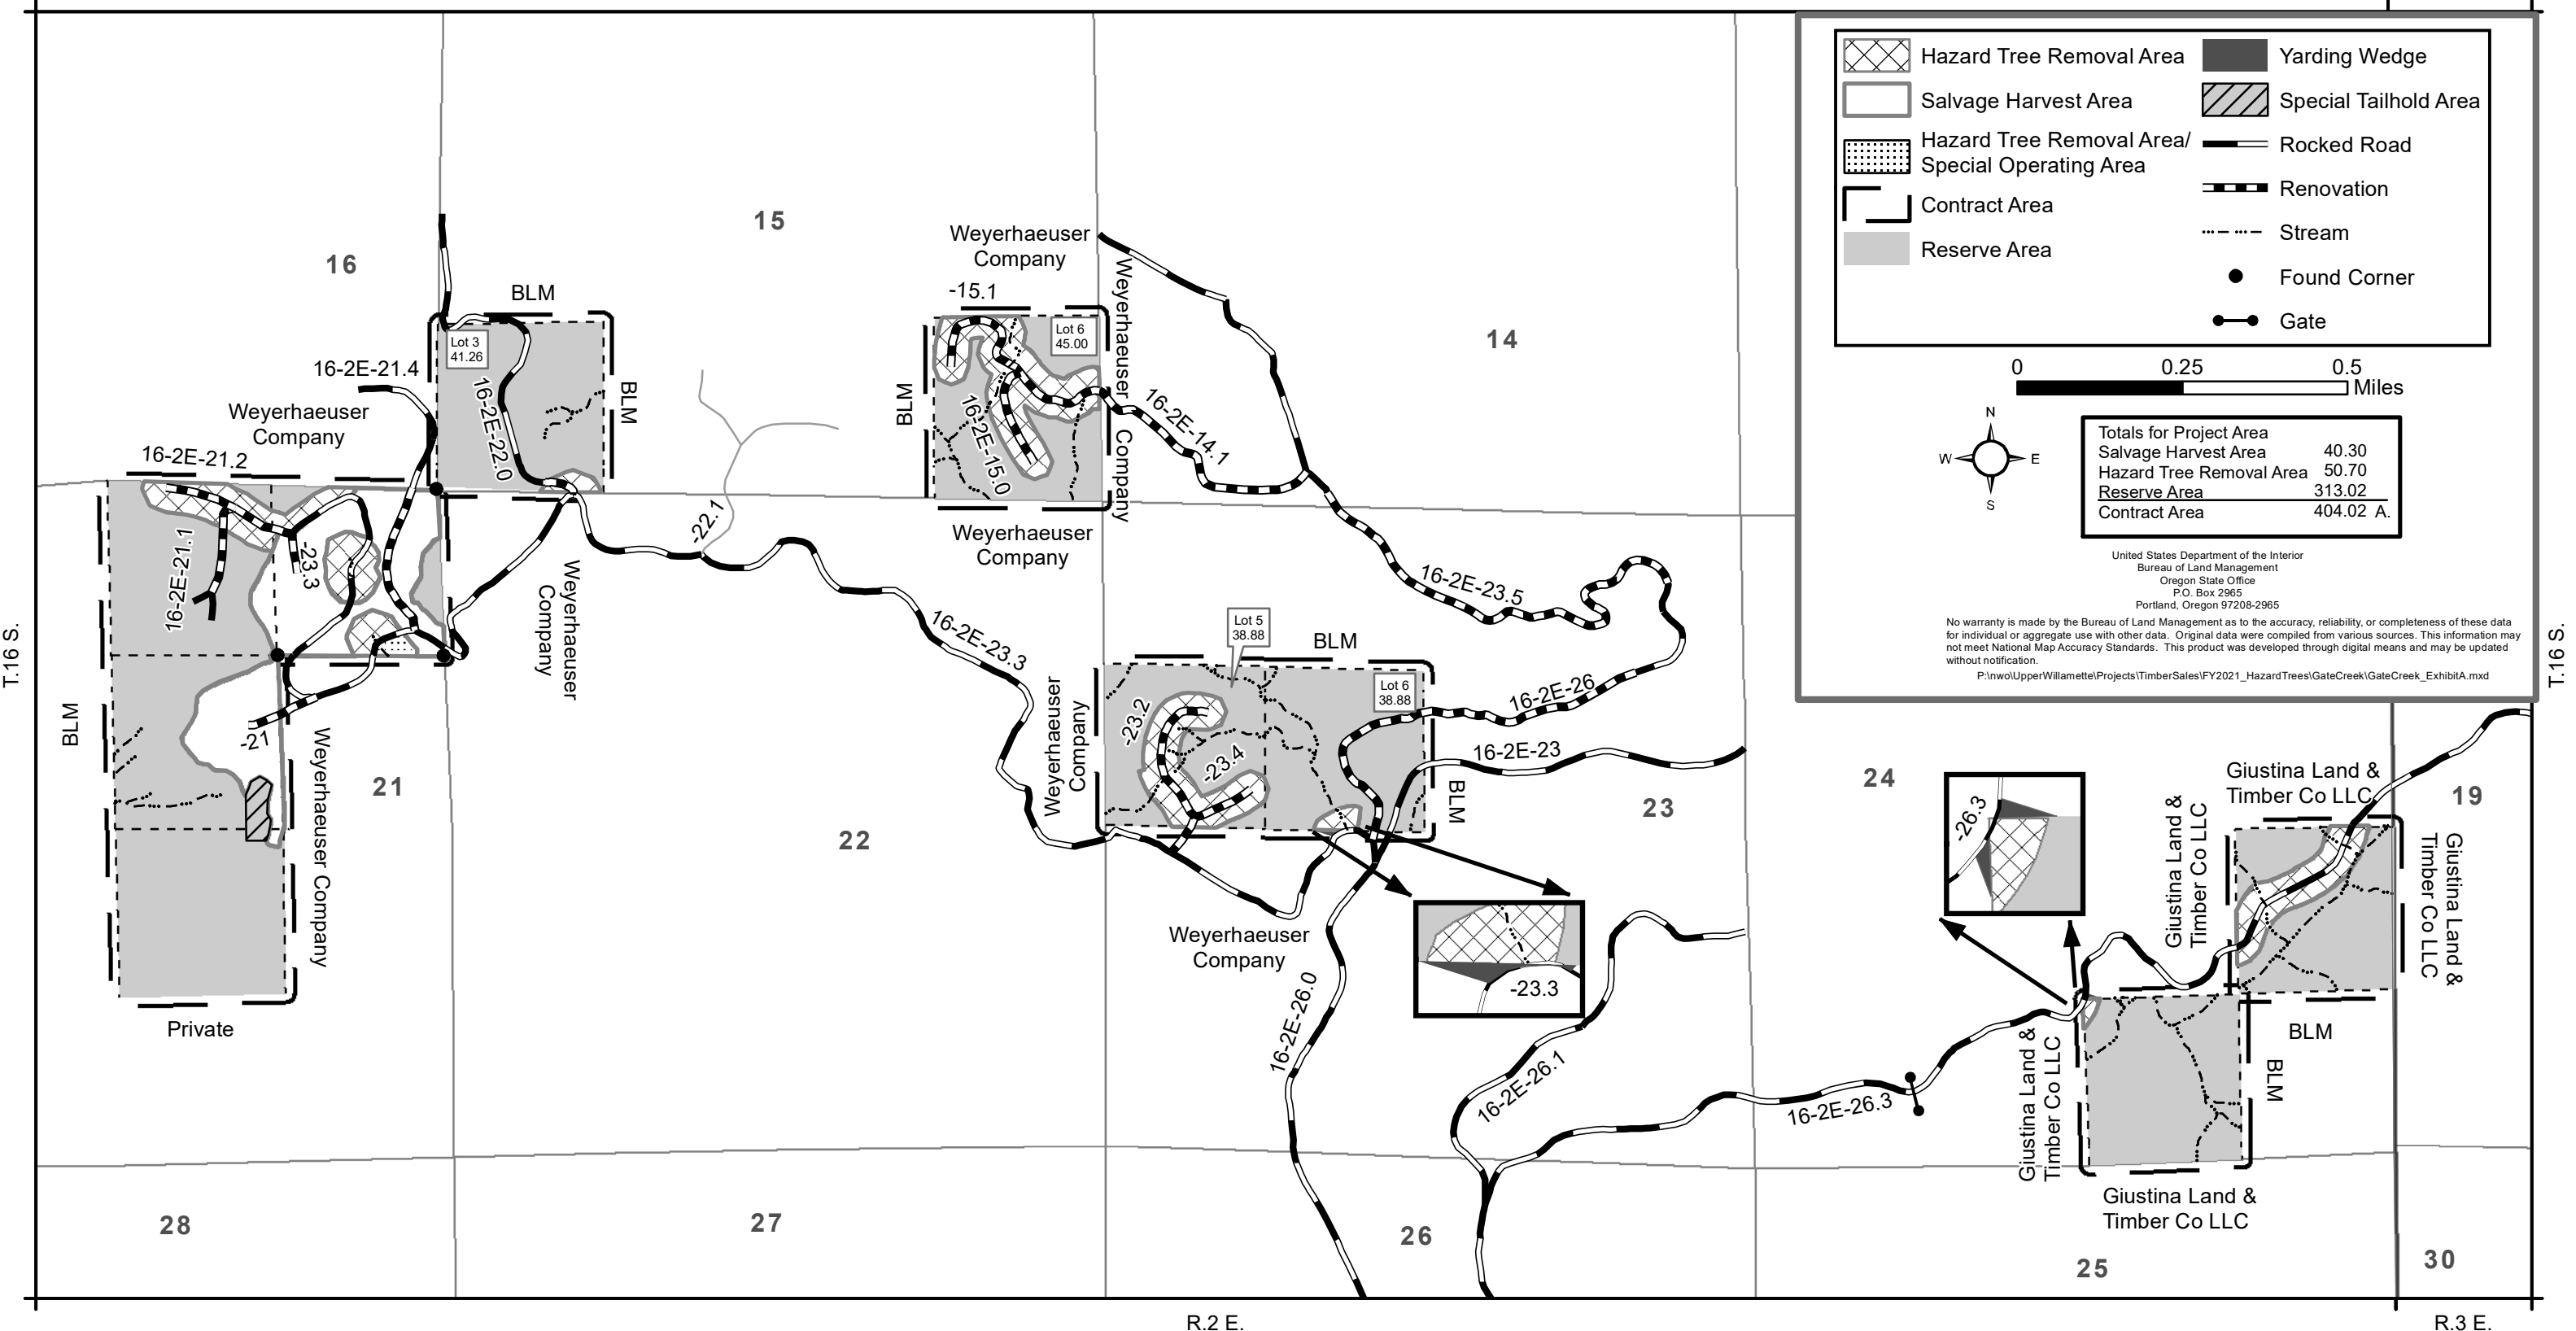 Hazard Tree Removal Area
Salvage Harvest Area
Hazard Tree Removal Area/
Special Operating Area
Contract Area
Reserve Area
Yarding Wedge
Special Tailhold Area
Rocked Road
Renovation
Stream
Found Corner
Gate
0 0.25 0.5
Miles
N
W E
S
Totals for Project Area
Salvage Harvest Area 40.30
Hazard Tree Removal Area 50.70
Reserve Area 313.02
Contract Area 404.02 A.
United States Department of the Interior
Bureau of Land Management
Oregon State Office
P.O. Box 2965
Portland, Oregon 97208-2965
No warranty is made by the Bureau of Land Management as to the accuracy, reliability, or completeness of these data
for individual or aggregate use with other data. Original data were compiled from various sources. This information may
not meet National Map Accuracy Standards. This product was developed through digital means and may be updated
without notification.
P:\nwo\UpperWillamette\Projects\TimberSales\FY2021_HazardTrees\GateCreek\GateCreek_ExhibitA.mxd
16
15
14
BLM
Lot 3
41.26
16-2E-22.0
BLM
16-2E-21.4
Weyerhaeuser
Company
16-2E-21.2
16-2E-21.1
-23.3
-21
BLM
21
Weyerhaeuser Company
Private
Weyerhaeuser
Company
-22.1
Weyerhaeuser
Company
-15.1
Lot 6
45.00
BLM
16-2E-15.0
Weyerhaeuser
Company
Weyerhaeuser
Company
16-2E-14.1
16-2E-23.5
16-2E-23.3
22
Weyerhaeuser
Company
Lot 5
38.88
BLM
Lot 6
38.88
-23.2
-23.4
BLM
16-2E-26
16-2E-23
23
Weyerhaeuser
Company
-23.3
16-2E-26.0
16-2E-26.1
16-2E-26.3
24
-26.3
Giustina Land &
Timber Co LLC
19
Giustina Land &
Timber Co LLC
Giustina Land &
Timber Co LLC
BLM
BLM
Giustina Land &
Timber Co LLC
Giustina Land &
Timber Co LLC
28
27
26
25
30
T.16 S.
T.16 S.
R.2 E.
R.3 E.